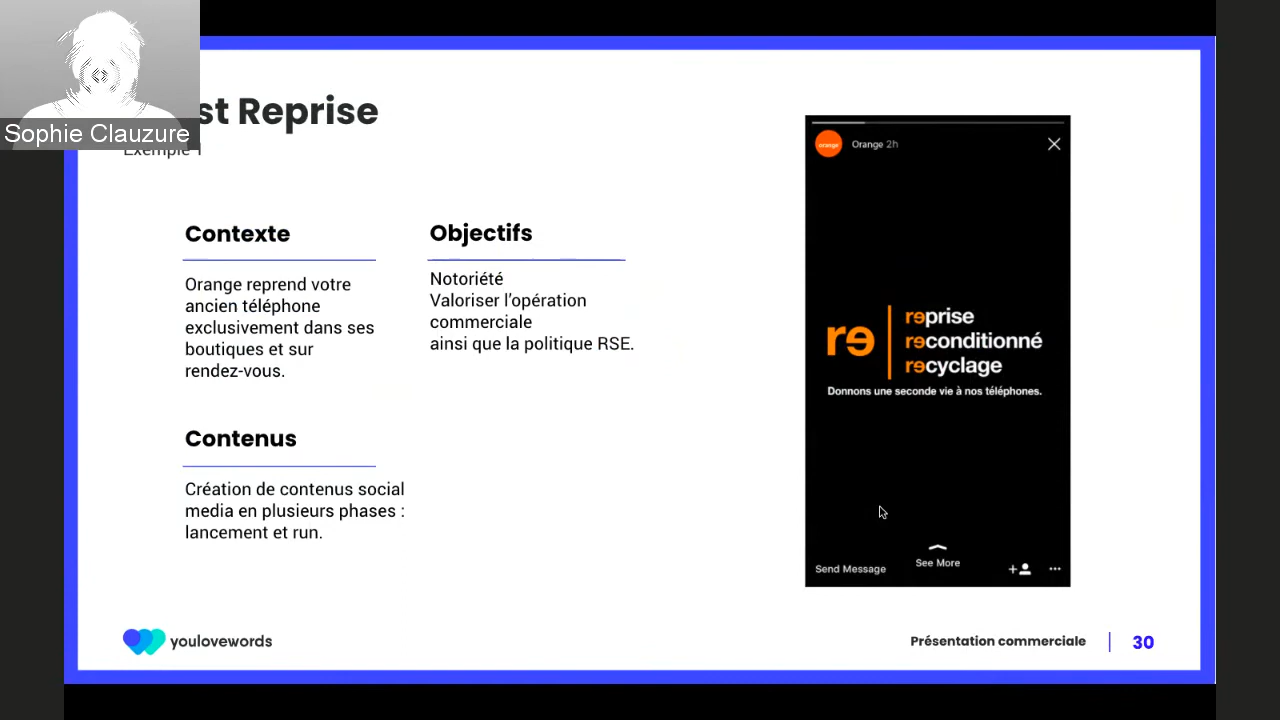 Sophie Clauzure
st Reprise
Exemple 1
Contexte
Orange reprend votre
ancien téléphone
exclusivement dans ses
boutiques et sur
rendez-vous.
Objectifs
Notoriété
Valoriser l'opération
commerciale
ainsi que la politique RSE.
Contenus
Création de contenus social
media en plusieurs phases :
lancement et run.
orange
Orange 2h
re
reprise
reconditionné
recyclage
Donnons une seconde vie à nos téléphones.
See More
Send Message
youlovewords
Présentation commerciale
30